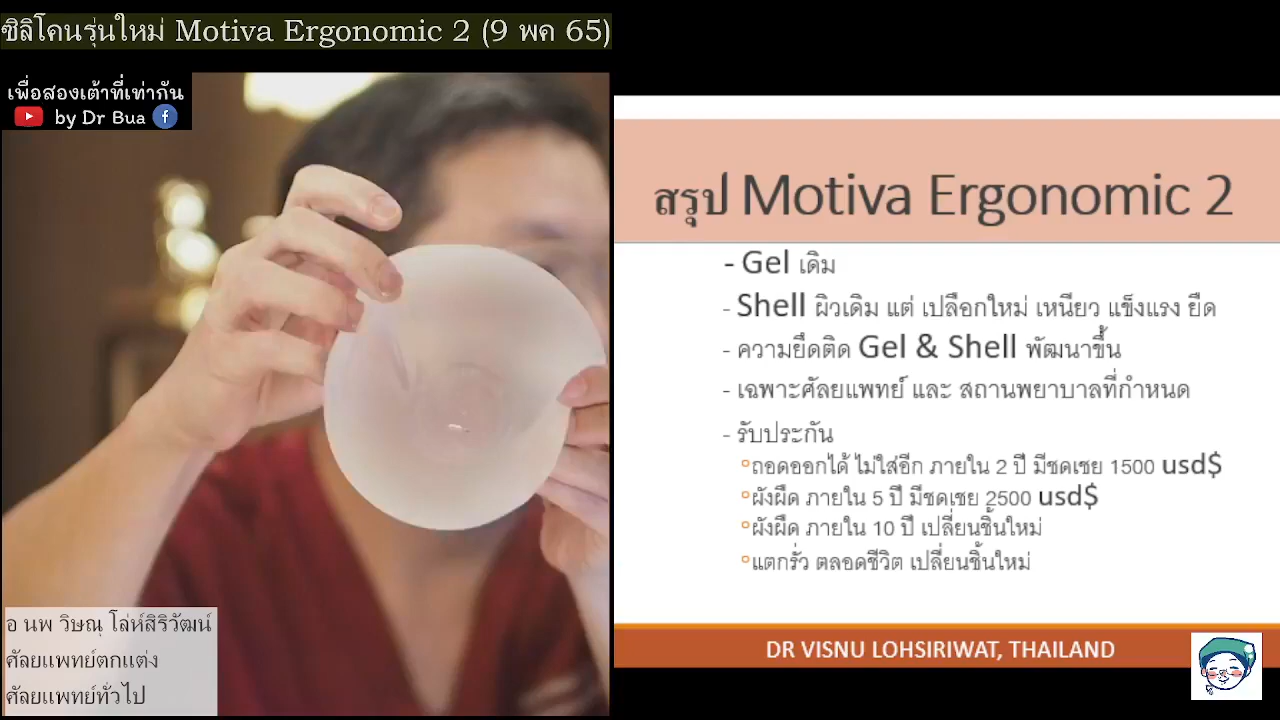 ซิลิโคนรุ่นใหม่ Motiva Ergonomic 2 (9 พค 65)
เพื่อสองเต้าที่เท่ากัน
by Dr Bua
สรุป Motiva Ergonomic 2
- Gel เดิม
- Shell ผิวเดิม แต่ เปลือกใหม่ เหนียว แข็งแรง ยืด
- ความยึดติด Gel & Shell พัฒนาขึ้น
- เฉพาะศัลยแพทย์ และ สถานพยาบาลที่กำหนด
- รับประกัน
ถอดออกได้ ไม่ใส่อีก ภายใน 2 ปี มีชดเชย 1500 usd$
ผังผืด ภายใน 5 ปี มีชดเชย 2500 usd$
ผังผืด ภายใน 10 ปี เปลี่ยนชิ้นใหม่
แตกรั่ว ตลอดชีวิต เปลี่ยนชิ้นใหม่
อ นพ วิษณุ โล่ห์สิริวัฒน์
ศัลยแพทย์ตกแต่ง
ศัลยแพทย์ทั่วไป
DR VISNU LOHSIRIWAT, THAILAND